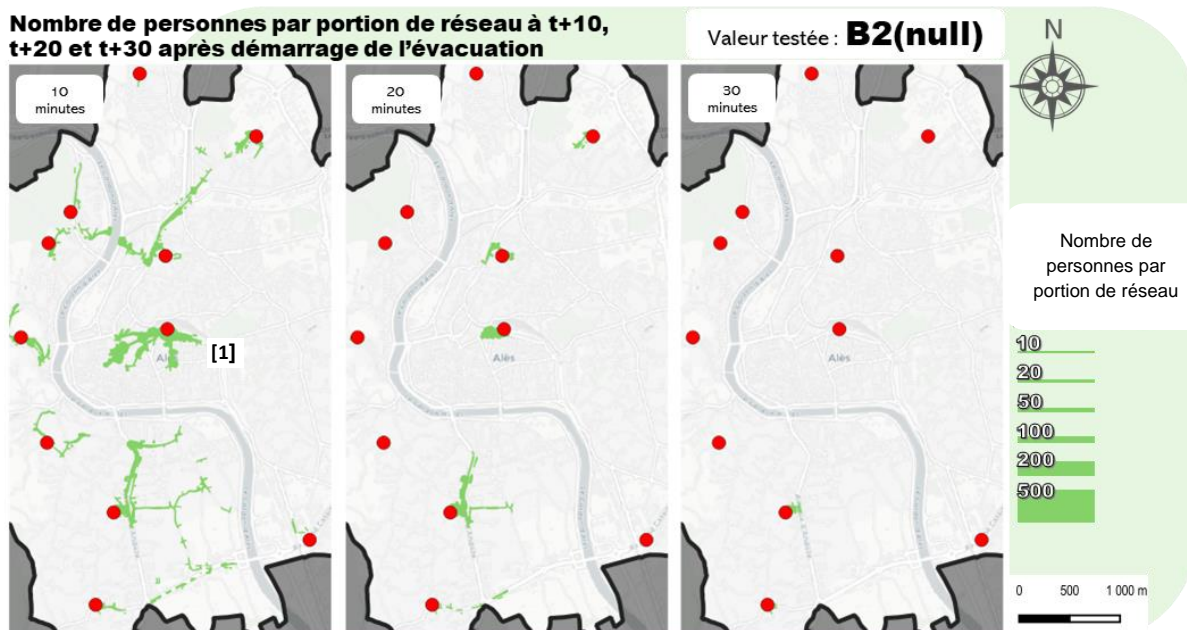 Nombre de personnes par portion de réseau à t+10,
t+20 et t+30 après démarrage de l'évacuation
Valeur testée : B2(null)
N
10
minutes
20
minutes
30
minutes
[1]
Alès
Alès
Nombre de
personnes par
portion de réseau
10
20
50
100
200
500
0 500 1 000 m